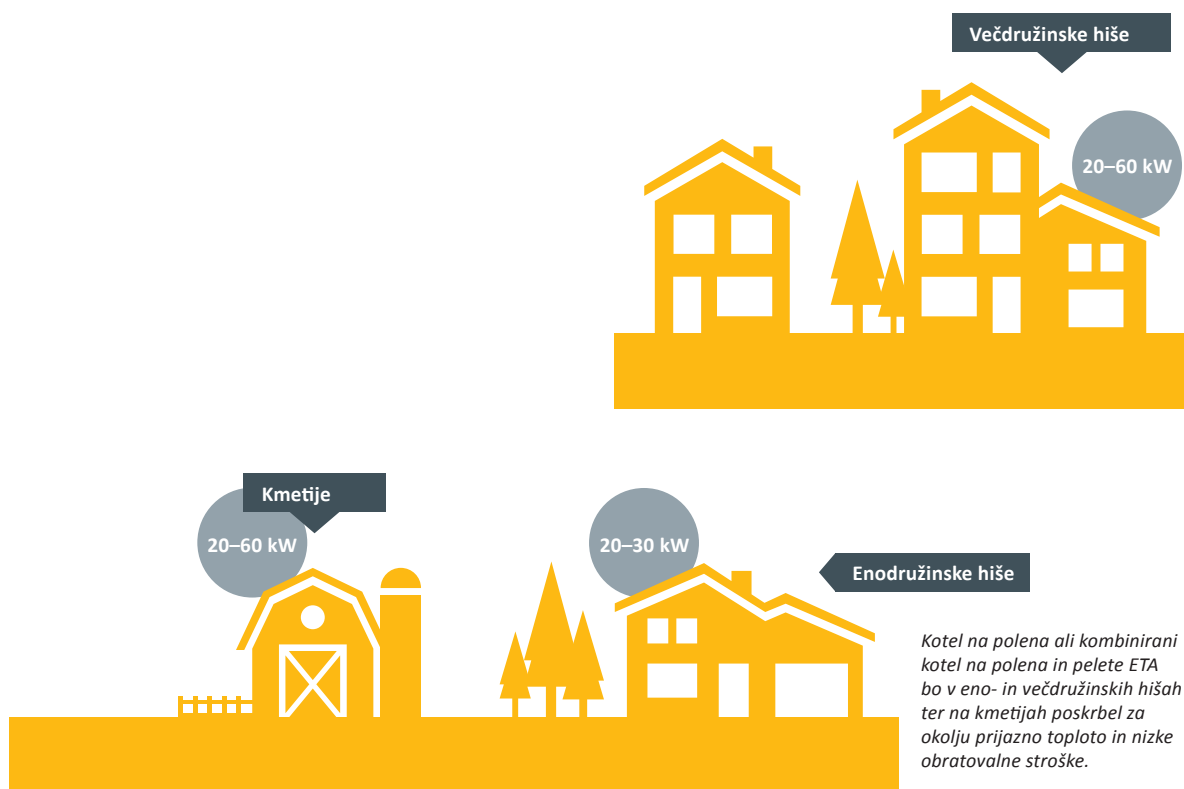 Večdružinske hiše
20–60 kW
Kmetije
20–60 kW
20–30 kW
Enodružinske hiše
Kotel na polena ali kombinirani
kotel na polena in pelete ETA
bo v eno- in večdružinskih hišah
ter na kmetijah poskrbel za
okolju prijazno toploto in nizke
obratovalne stroške.